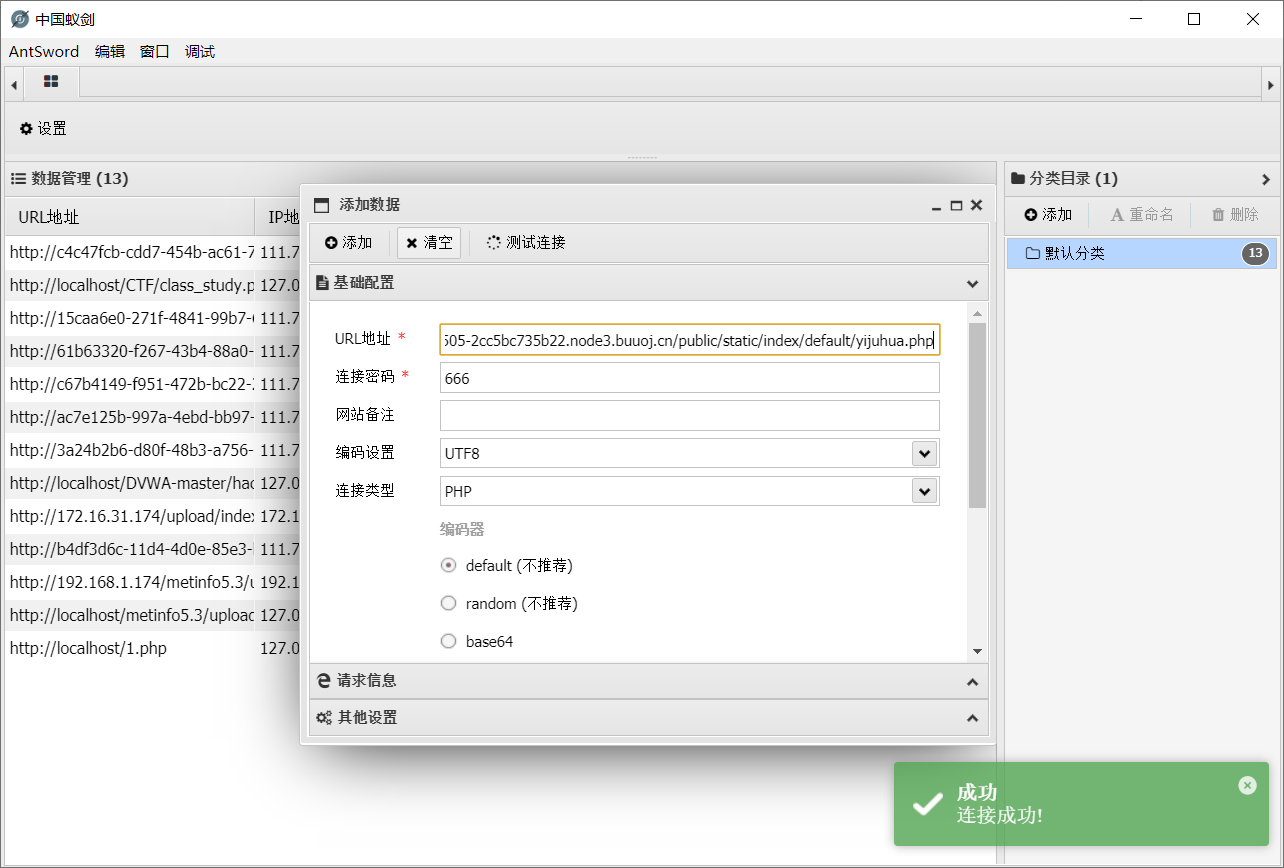 中国蚁剑
AntSword 编辑 窗口 调试
设置
数据管理 (13)
URL地址 IP地
http://c4c47fcb-cdd7-454b-ac61-7 111.7
http://localhost/CTF/class_study.p 127.0
http://15caa6e0-271f-4841-99b7- 111.7
http://61b63320-f267-43b4-88a0- 111.7
http://c67b4149-f951-472b-bc22- 111.7
http://ac7e125b-997a-4ebd-bb97- 111.7
http://3a24b2b6-d80f-48b3-a756- 111.7
http://localhost/DVWA-master/hac 127.0
http://172.16.31.174/upload/index 172.1
http://b4df3d6c-11d4-4d0e-85e3- 111.7
http://192.168.1.174/metinfo5.3/u 192.1
http://localhost/metinfo5.3/upload 127.0
http://localhost/1.php 127.0
添加数据
添加 清空 测试连接
基础配置
URL地址 * 505-2cc5bc735b22.node3.buuoj.cn/public/static/index/default/yijuhua.php
连接密码 * 666
网站备注
编码设置 UTF8
连接类型 PHP
编码器
default (不推荐)
random (不推荐)
base64
请求信息
其他设置
分类目录 (1)
添加 重命名 删除
默认分类 13
成功
连接成功!